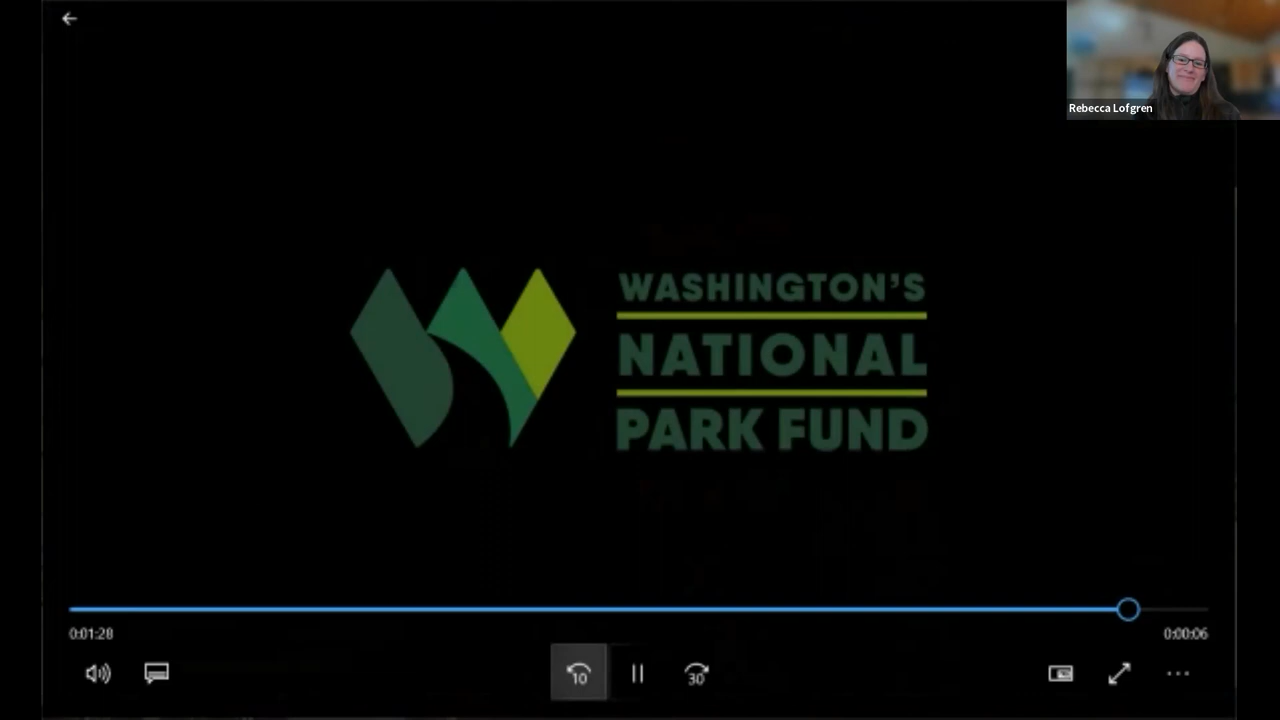 Rebecca Lofgren
WASHINGTON'S
NATIONAL
PARK FUND
0:01:28
0:00:06
10
30